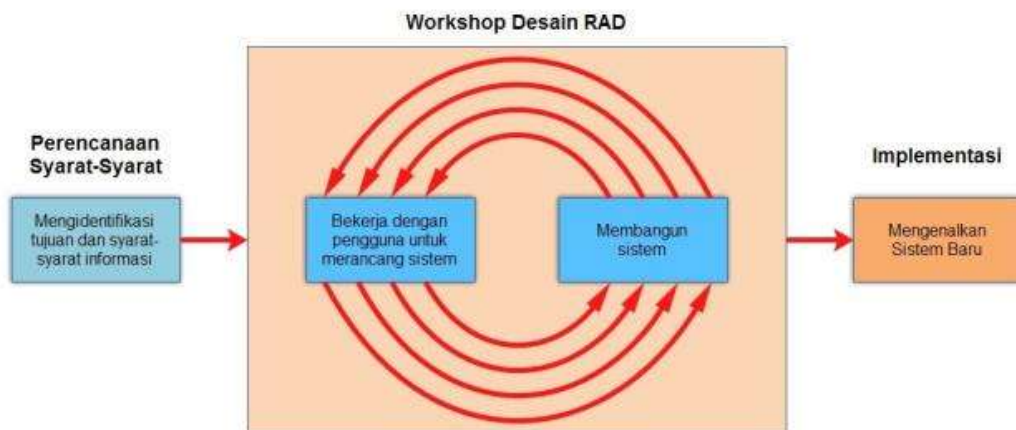 Workshop Desain RAD
Perencanaan
Syarat-Syarat
Mengidentifikasi
tujuan dan syarat-
syarat informasi
Bekerja dengan
pengguna untuk
merancang sistem
Membangun
sistem
Implementasi
Mengenalkan
Sistem Baru